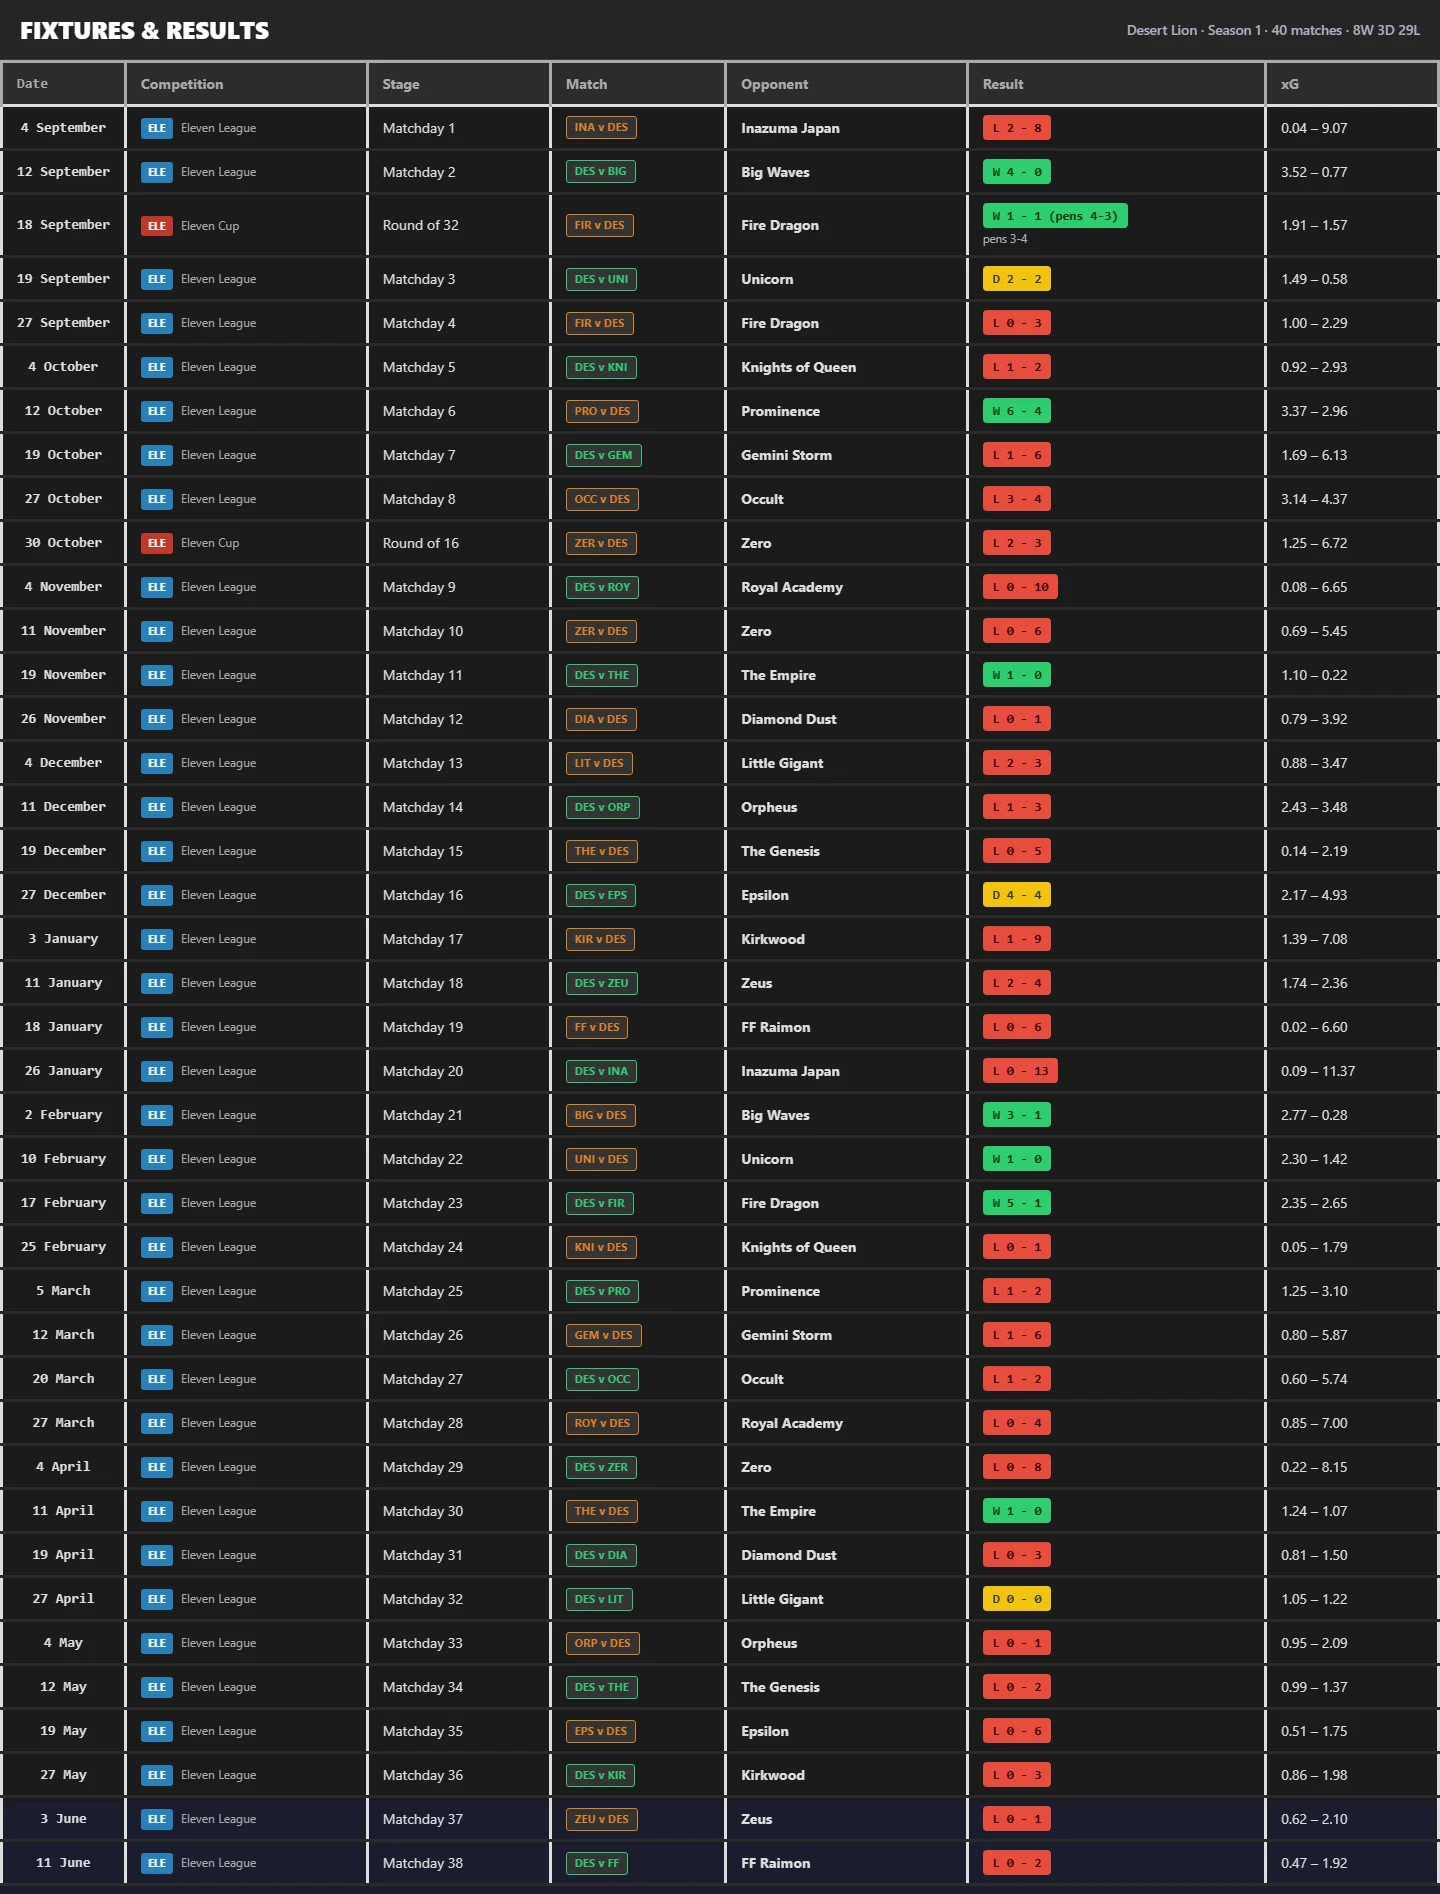 FIXTURES & RESULTS
Desert Lion · Season 1 · 40 matches · 8W 3D 29L
Date Competition Stage Match Opponent Result xG
4 September ELE Eleven League Matchday 1 INA v DES Inazuma Japan L 2 - 8 0.04 – 9.07
12 September ELE Eleven League Matchday 2 DES v BIG Big Waves W 4 - 0 3.52 – 0.77
18 September ELE Eleven Cup Round of 32 FIR v DES Fire Dragon W 1 - 1 (pens 4-3) 1.91 – 1.57
pens 3-4
19 September ELE Eleven League Matchday 3 DES v UNI Unicorn D 2 - 2 1.49 – 0.58
27 September ELE Eleven League Matchday 4 FIR v DES Fire Dragon L 0 - 3 1.00 – 2.29
4 October ELE Eleven League Matchday 5 DES v KNI Knights of Queen L 1 - 2 0.92 – 2.93
12 October ELE Eleven League Matchday 6 PRO v DES Prominence W 6 - 4 3.37 – 2.96
19 October ELE Eleven League Matchday 7 DES v GEM Gemini Storm L 1 - 6 1.69 – 6.13
27 October ELE Eleven League Matchday 8 OCC v DES Occult L 3 - 4 3.14 – 4.37
30 October ELE Eleven Cup Round of 16 ZER v DES Zero L 2 - 3 1.25 – 6.72
4 November ELE Eleven League Matchday 9 DES v ROY Royal Academy L 0 - 10 0.08 – 6.65
11 November ELE Eleven League Matchday 10 ZER v DES Zero L 0 - 6 0.69 – 5.45
19 November ELE Eleven League Matchday 11 DES v THE The Empire W 1 - 0 1.10 – 0.22
26 November ELE Eleven League Matchday 12 DIA v DES Diamond Dust L 0 - 1 0.79 – 3.92
4 December ELE Eleven League Matchday 13 LIT v DES Little Gigant L 2 - 3 0.88 – 3.47
11 December ELE Eleven League Matchday 14 DES v ORP Orpheus L 1 - 3 2.43 – 3.48
19 December ELE Eleven League Matchday 15 THE v DES The Genesis L 0 - 5 0.14 – 2.19
27 December ELE Eleven League Matchday 16 DES v EPS Epsilon D 4 - 4 2.17 – 4.93
3 January ELE Eleven League Matchday 17 KIR v DES Kirkwood L 1 - 9 1.39 – 7.08
11 January ELE Eleven League Matchday 18 DES v ZEU Zeus L 2 - 4 1.74 – 2.36
18 January ELE Eleven League Matchday 19 FF v DES FF Raimon L 0 - 6 0.02 – 6.60
26 January ELE Eleven League Matchday 20 DES v INA Inazuma Japan L 0 - 13 0.09 – 11.37
2 February ELE Eleven League Matchday 21 BIG v DES Big Waves W 3 - 1 2.77 – 0.28
10 February ELE Eleven League Matchday 22 UNI v DES Unicorn W 1 - 0 2.30 – 1.42
17 February ELE Eleven League Matchday 23 DES v FIR Fire Dragon W 5 - 1 2.35 – 2.65
25 February ELE Eleven League Matchday 24 KNI v DES Knights of Queen L 0 - 1 0.05 – 1.79
5 March ELE Eleven League Matchday 25 DES v PRO Prominence L 1 - 2 1.25 – 3.10
12 March ELE Eleven League Matchday 26 GEM v DES Gemini Storm L 1 - 6 0.80 – 5.87
20 March ELE Eleven League Matchday 27 DES v OCC Occult L 1 - 2 0.60 – 5.74
27 March ELE Eleven League Matchday 28 ROY v DES Royal Academy L 0 - 4 0.85 – 7.00
4 April ELE Eleven League Matchday 29 DES v ZER Zero L 0 - 8 0.22 – 8.15
11 April ELE Eleven League Matchday 30 THE v DES The Empire W 1 - 0 1.24 – 1.07
19 April ELE Eleven League Matchday 31 DES v DIA Diamond Dust L 0 - 3 0.81 – 1.50
27 April ELE Eleven League Matchday 32 DES v LIT Little Gigant D 0 - 0 1.05 – 1.22
4 May ELE Eleven League Matchday 33 ORP v DES Orpheus L 0 - 1 0.95 – 2.09
12 May ELE Eleven League Matchday 34 DES v THE The Genesis L 0 - 2 0.99 – 1.37
19 May ELE Eleven League Matchday 35 EPS v DES Epsilon L 0 - 6 0.51 – 1.75
27 May ELE Eleven League Matchday 36 DES v KIR Kirkwood L 0 - 3 0.86 – 1.98
3 June ELE Eleven League Matchday 37 ZEU v DES Zeus L 0 - 1 0.62 – 2.10
11 June ELE Eleven League Matchday 38 DES v FF FF Raimon L 0 - 2 0.47 – 1.92